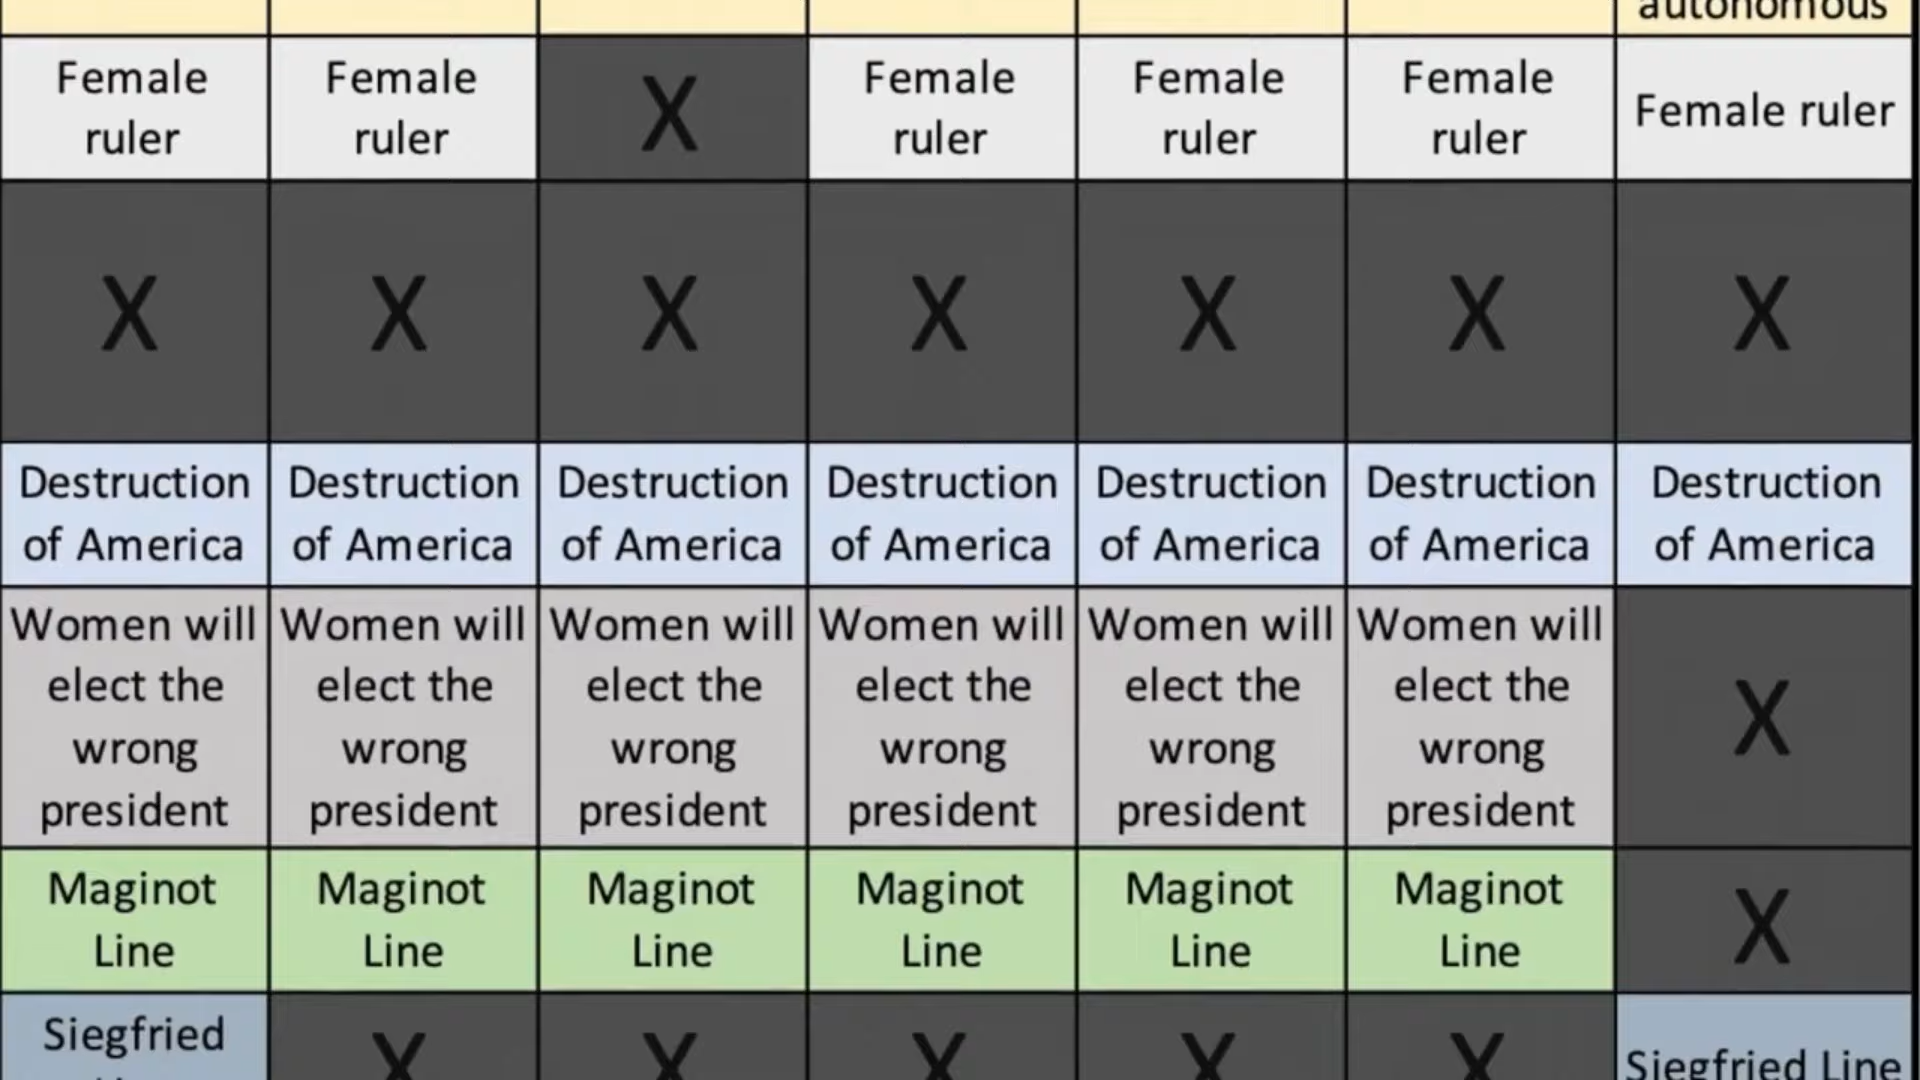 autonomous
Female ruler
Female ruler
X
Female ruler
Female ruler
Female ruler
Female ruler
X
X
X
X
X
X
X
Destruction of America
Destruction of America
Destruction of America
Destruction of America
Destruction of America
Destruction of America
Destruction of America
Women will elect the wrong president
Women will elect the wrong president
Women will elect the wrong president
Women will elect the wrong president
Women will elect the wrong president
Women will elect the wrong president
X
Maginot Line
Maginot Line
Maginot Line
Maginot Line
Maginot Line
Maginot Line
X
Siegfried
X
X
X
X
X
Siegfried Line